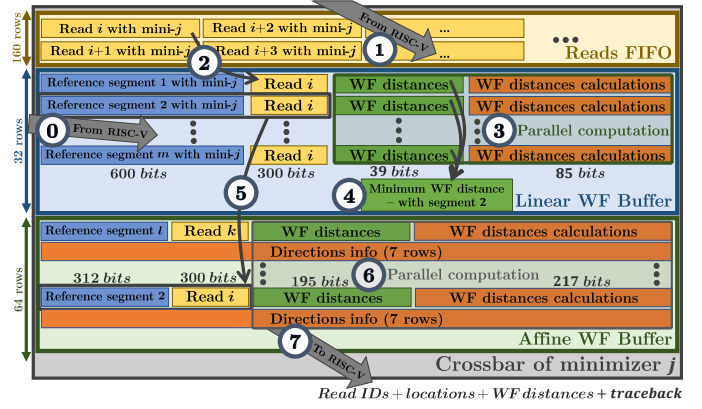 160 rows
Read i with mini-j
Read i+2 with mini-j
...
From RISC-V
Read i+1 with mini-j
Read i+3 with mini-j
...
1
Reads FIFO
2
32 rows
Reference segment 1 with mini-j
Read i
WF distances
WF distances calculations
Reference segment 2 with mini-j
Read i
WF distances
WF distances calculations
0
From RISC-V
3
Parallel computation
Reference segment m with mini-j
Read i
WF distances
WF distances calculations
600 bits
300 bits
39 bits
85 bits
5
4
Minimum WF distance
– with segment 2
Linear WF Buffer
64 rows
Reference segment l
Read k
WF distances
WF distances calculations
Directions info (7 rows)
312 bits
300 bits
195 bits
6
Parallel computation
217 bits
Reference segment 2
Read i
WF distances
WF distances calculations
Directions info (7 rows)
7
To RISC-V
Affine WF Buffer
Crossbar of minimizer j
Read IDs+locations+WF distances+traceback